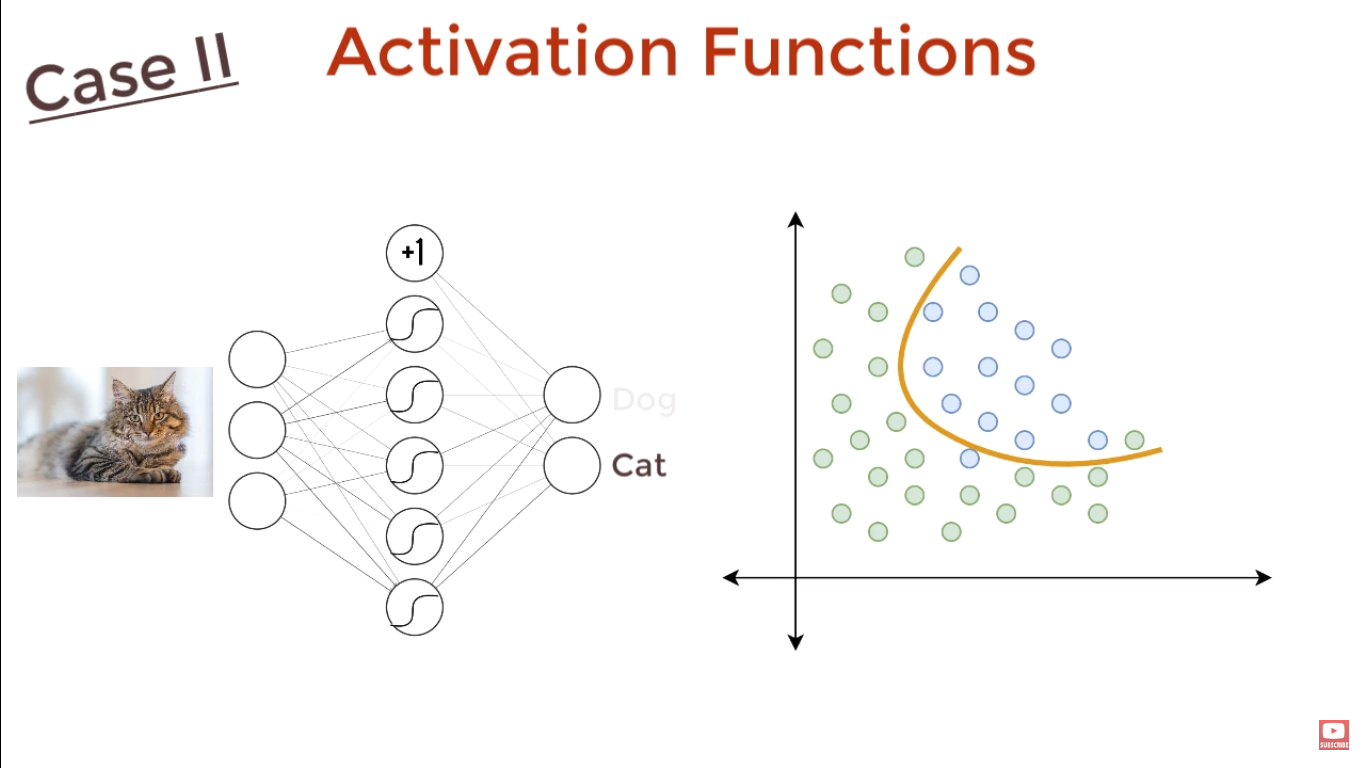 Case II
Activation Functions
+1
Dog
Cat
SUBSCRIBE